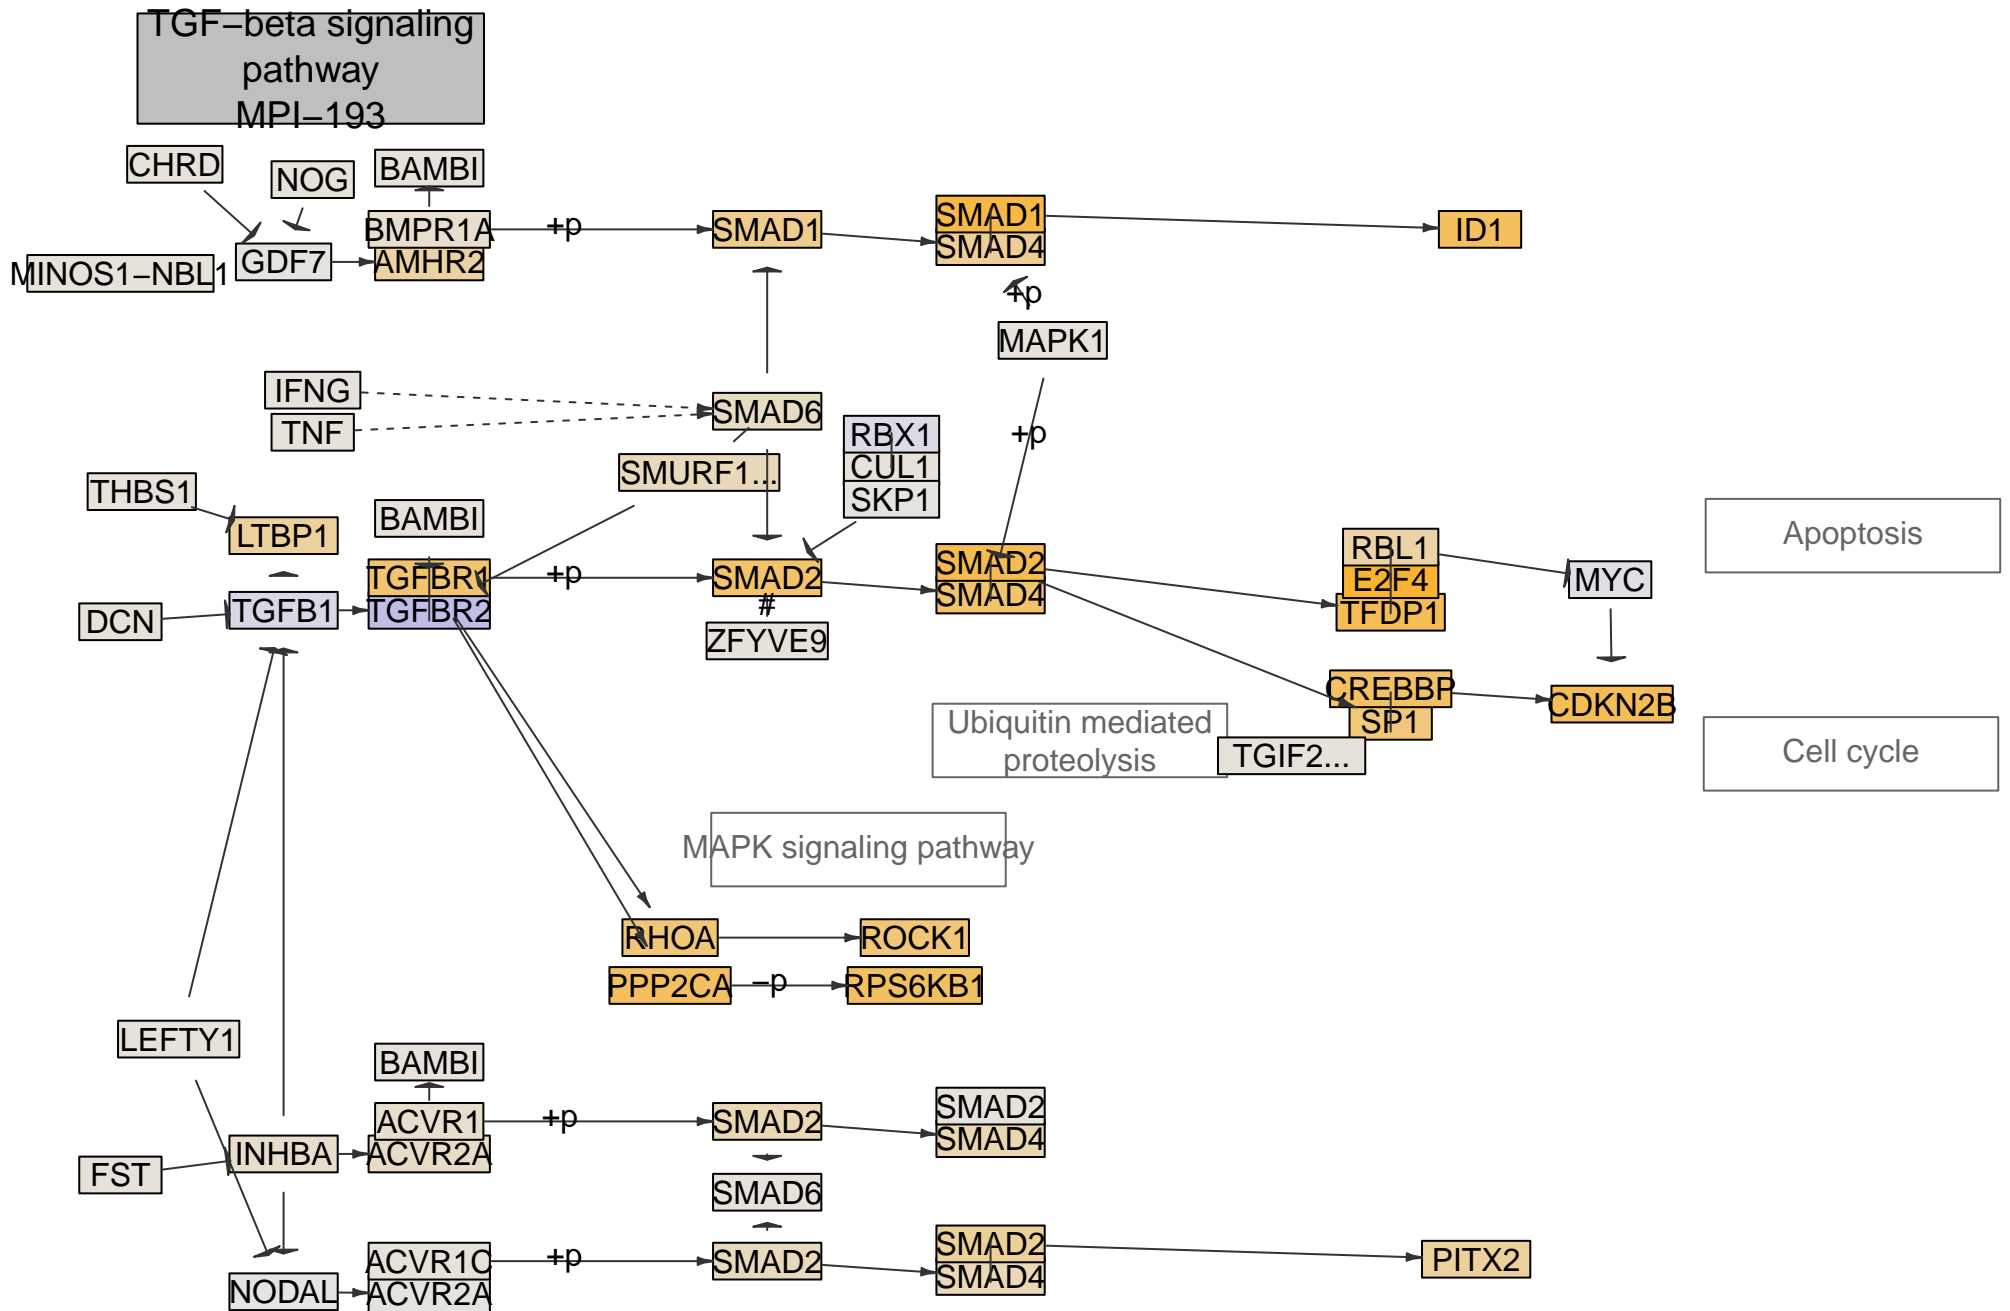 TGF−beta signaling
pathway
MPI−193
CHRD
NOG
BAMBI
BMPR1A
+p
SMAD1
SMAD1
ID1
MINOS1−NBL1
GDF7
AMHR2
SMAD4
+p
MAPK1
IFNG
SMAD6
TNF
RBX1
+p
SMURF1...
CUL1
THBS1
SKP1
LTBP1
BAMBI
Apoptosis
RBL1
TGFBR1
+p
SMAD2
SMAD2
E2F4
MYC
DCN
TGFB1
TGFBR2
#
SMAD4
TFDP1
ZFYVE9
CREBBP
CDKN2B
Ubiquitin mediated
proteolysis
SP1
TGIF2...
Cell cycle
MAPK signaling pathway
RHOA
ROCK1
PPP2CA
−p
RPS6KB1
LEFTY1
BAMBI
ACVR1
+p
SMAD2
SMAD2
FST
INHBA
ACVR2A
SMAD4
SMAD6
ACVR1C
+p
SMAD2
SMAD2
PITX2
NODAL
ACVR2A
SMAD4